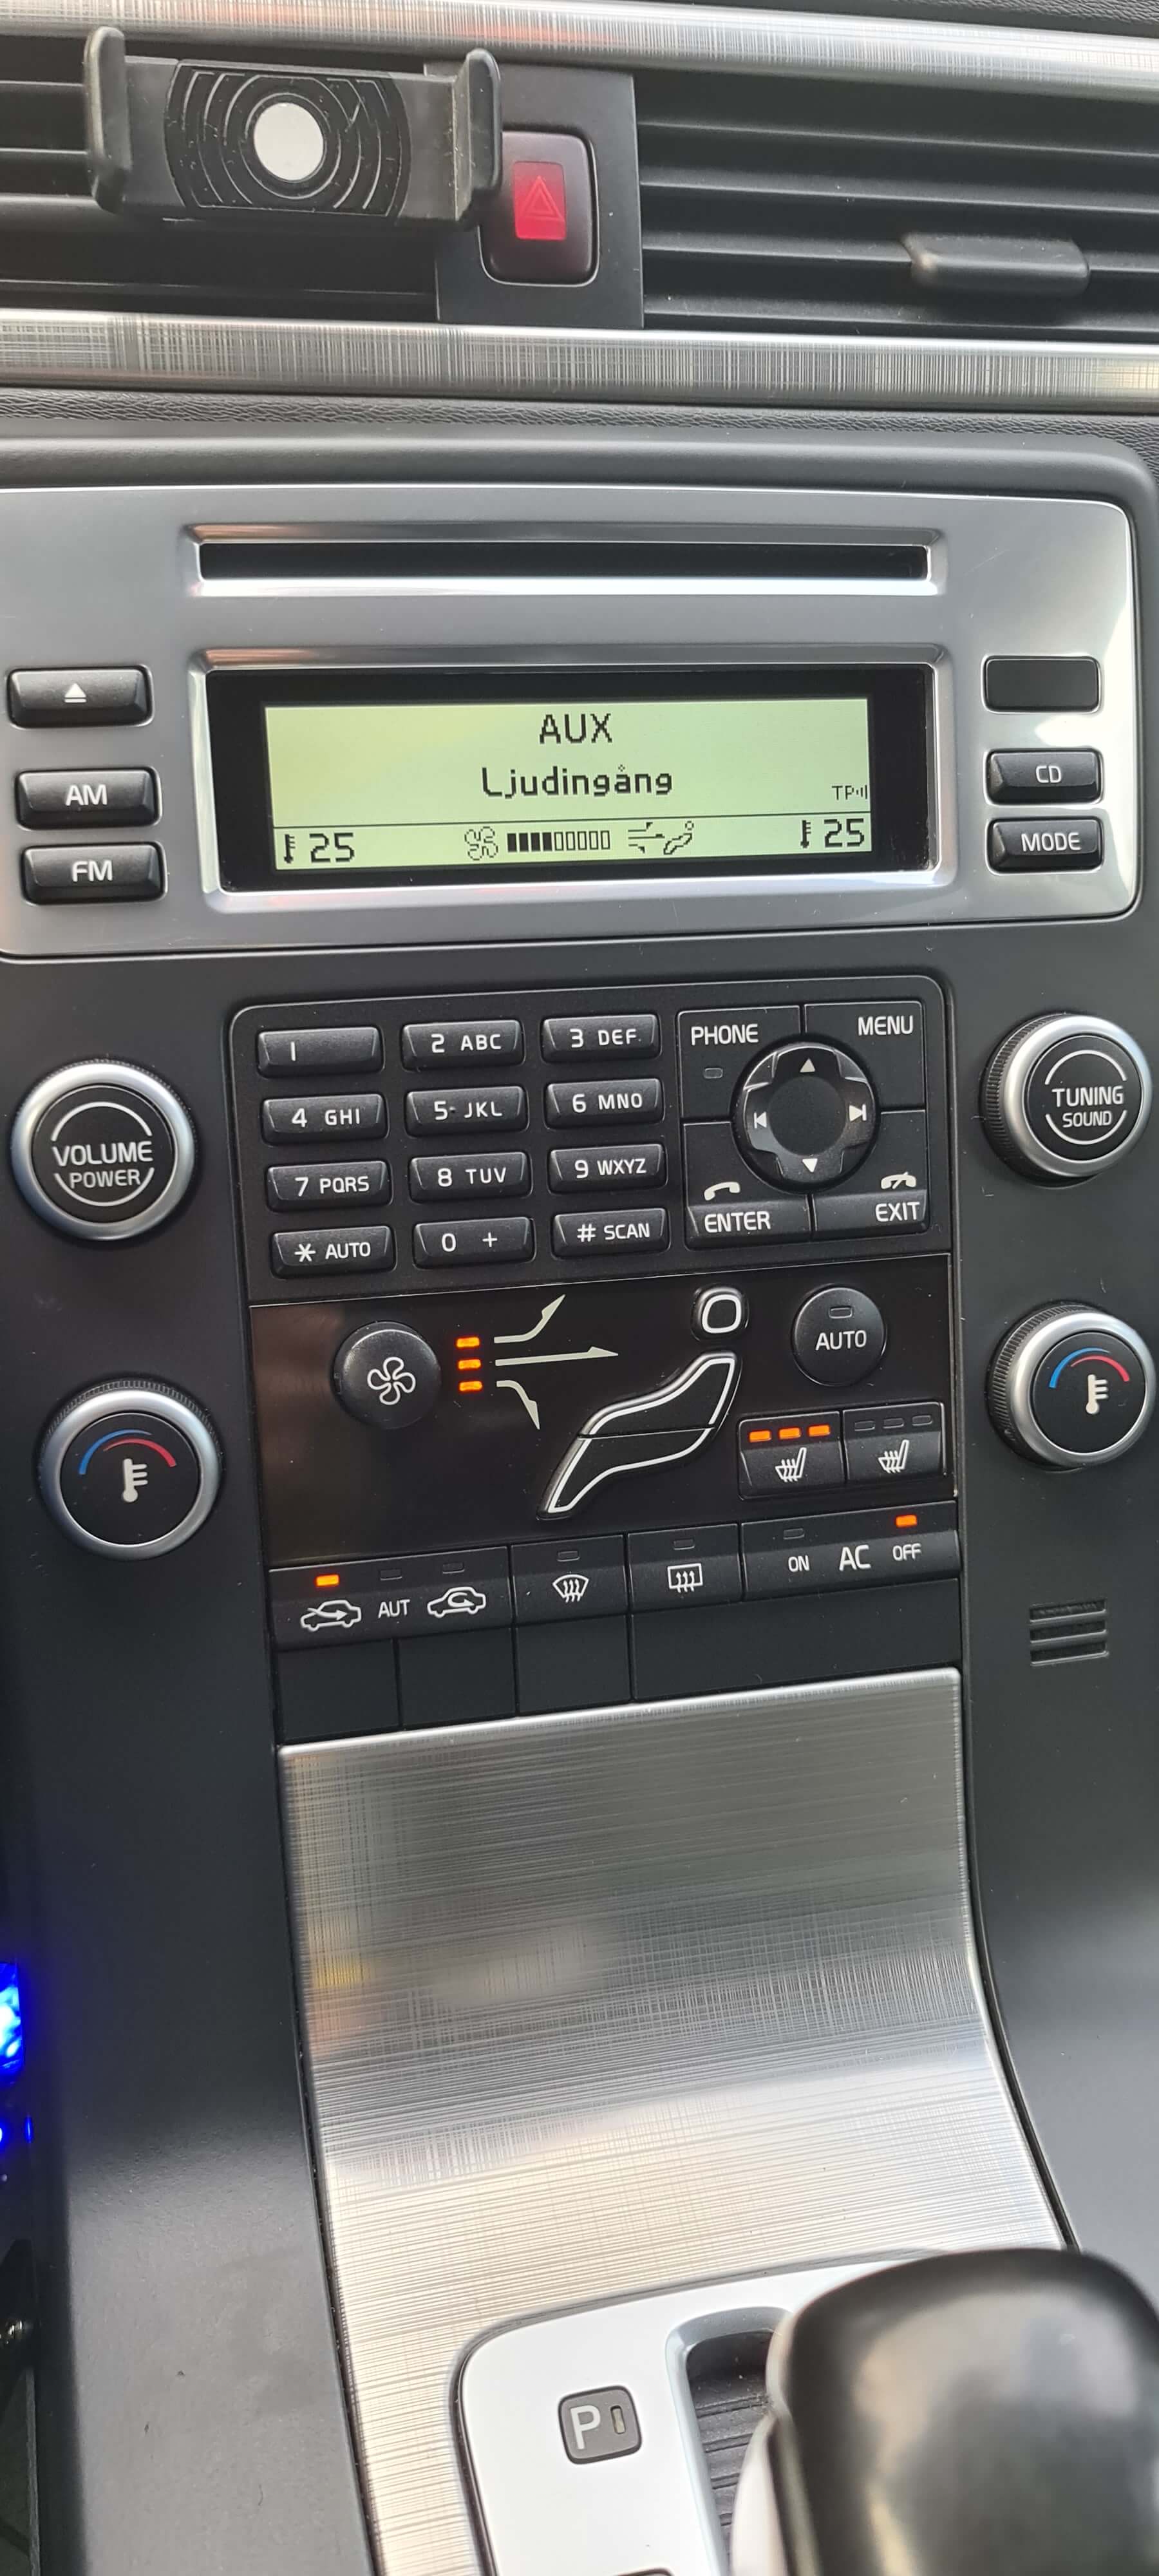 AUX
Ljudingång
TP
25
25
AM
FM
CD
MODE
VOLUME
POWER
1
2 ABC
3 DEF
4 GHI
5 JKL
6 MNO
7 PQRS
8 TUV
9 WXYZ
* AUTO
0 +
# SCAN
PHONE
MENU
ENTER
EXIT
TUNING
SOUND
AUTO
AUT
ON AC OFF
P